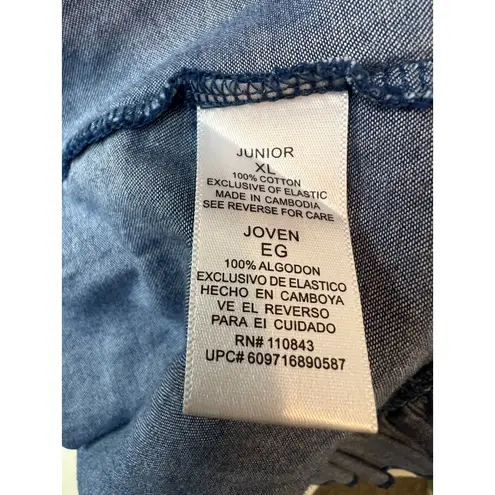 JUNIOR
XL
100% COTTON
EXCLUSIVE OF ELASTIC
MADE IN CAMBODIA
SEE REVERSE FOR CARE
JOVEN
EG
100% ALGODON
EXCLUSIVO DE ELASTICO
HECHO EN CAMBOYA
VE EL REVERSO
PARA EI CUIDADO
RN# 110843
UPC# 609716890587